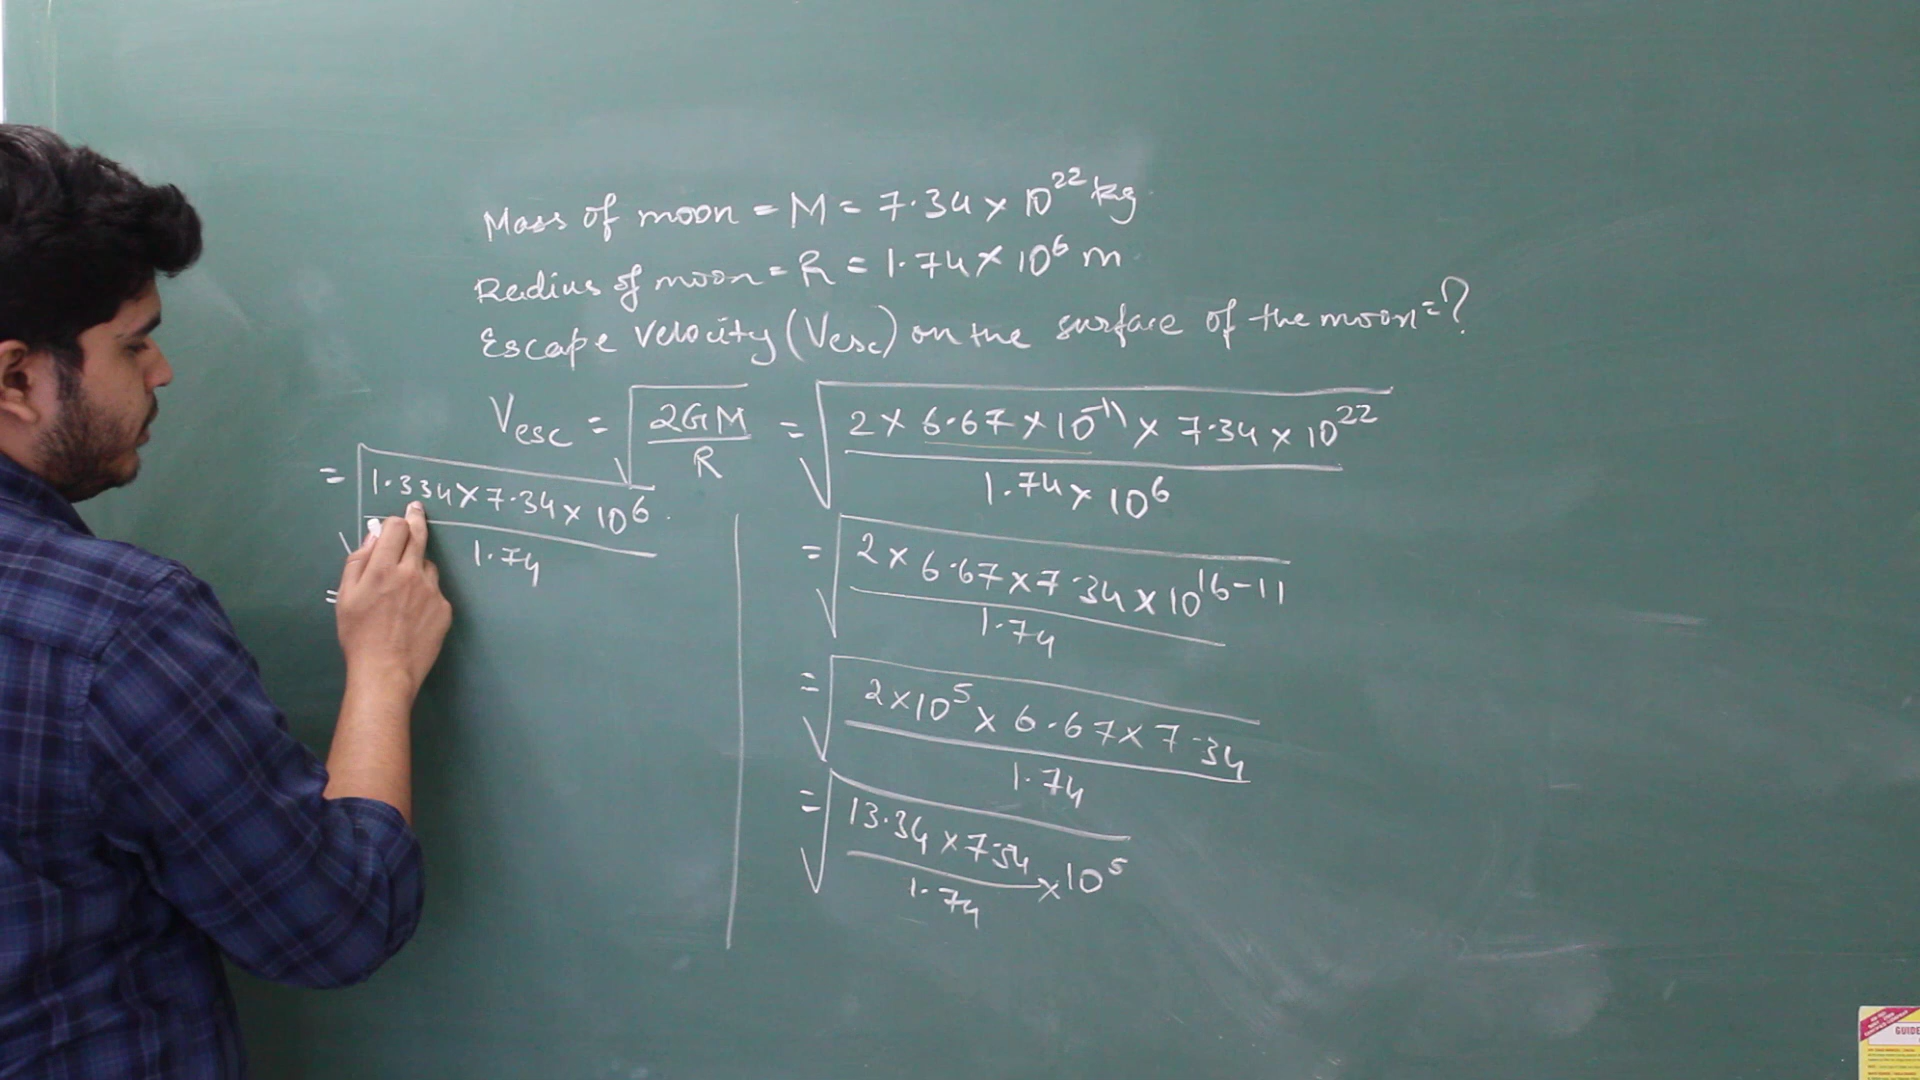 Mass of moon = M = 7.34 × 10²² kg
Radius of moon = R = 1.74 × 10⁶ m
Escape velocity (Vesc) on the surface of the moon = ?
Vesc = √(2GM/R) = √((2 × 6.67 × 10⁻¹¹ × 7.34 × 10²²)/(1.74 × 10⁶))
= √((2 × 6.67 × 7.34 × 10¹⁶⁻¹¹)/1.74)
= √((2 × 10⁵ × 6.67 × 7.34)/1.74)
= √((13.34 × 7.34)/1.74 × 10⁵)
= √((1.334 × 7.34 × 10⁶)/1.74)
=
GUIDE